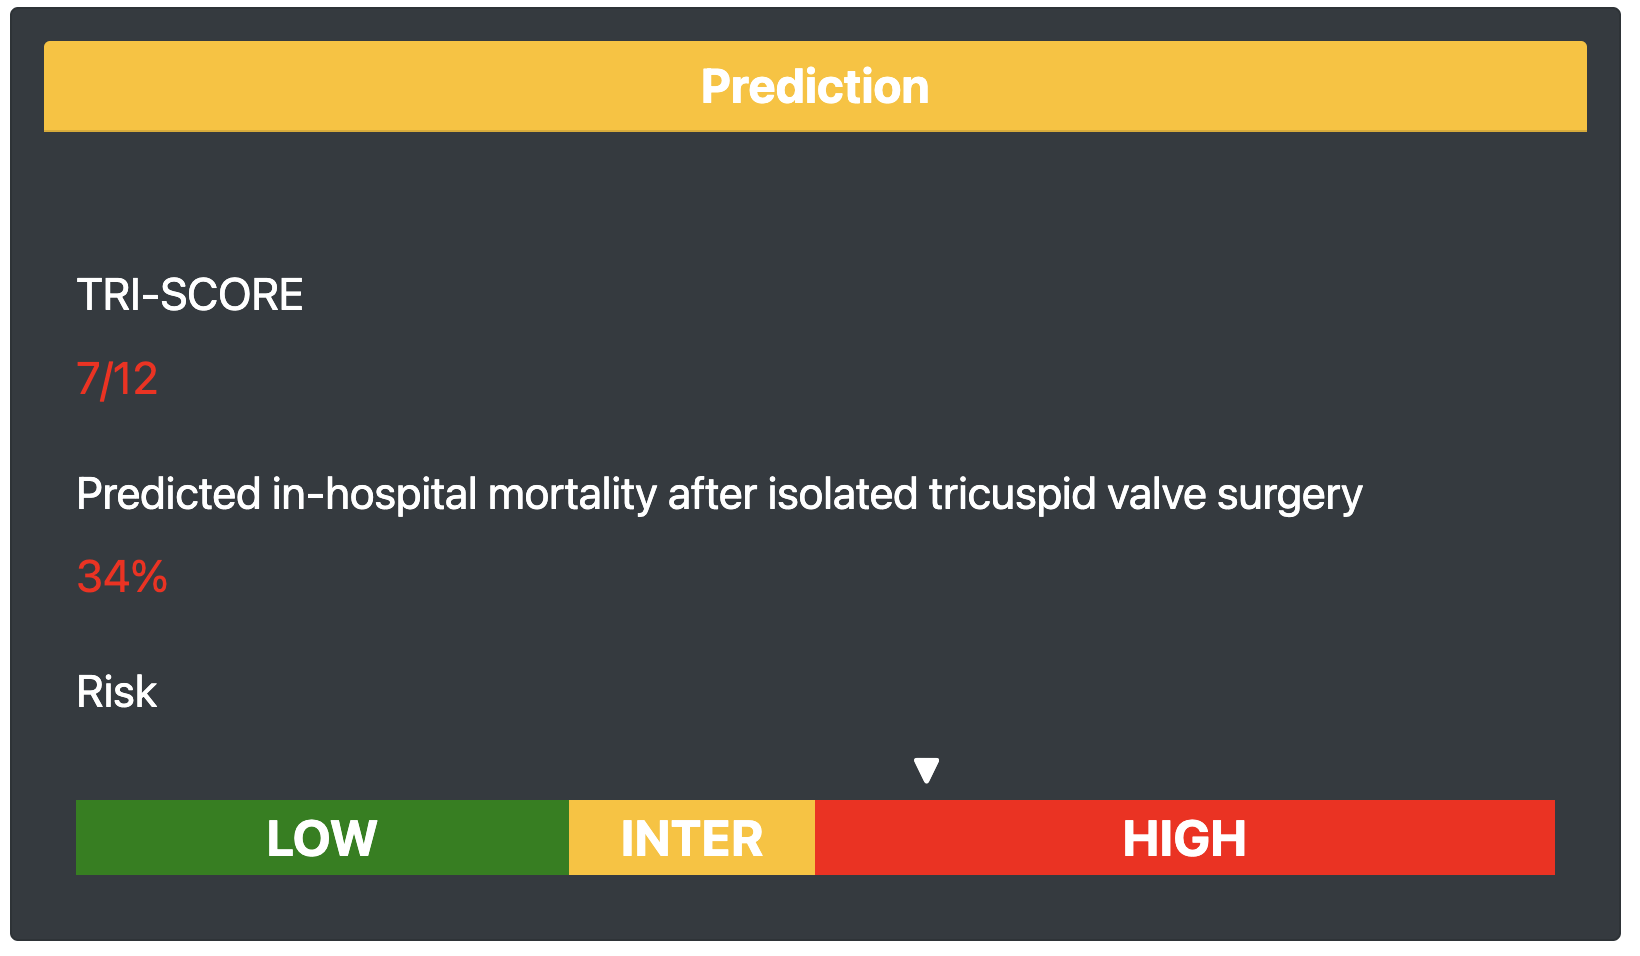 Prediction
TRI-SCORE
7/12
Predicted in-hospital mortality after isolated tricuspid valve surgery
34%
Risk
LOW INTER HIGH